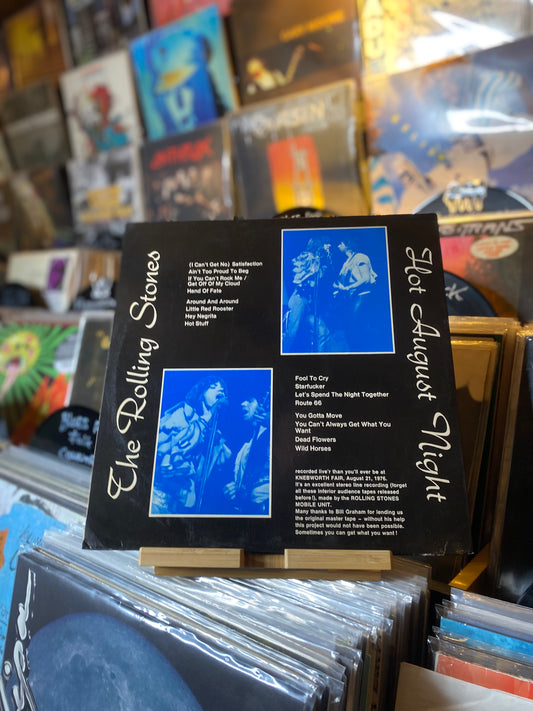 The Rolling Stones
(I Can't Get No) Satisfaction
Ain't Too Proud To Beg
If You Can't Rock Me /
Get Off Of My Cloud
Hand Of Fate
Around And Around
Little Red Rooster
Hey Negrita
Hot Stuff
Hot August Night
Fool To Cry
Starfucker
Let's Spend The Night Together
Route 66
You Gotta Move
You Can't Always Get What You
Want
Dead Flowers
Wild Horses
recorded live'r than you'll ever be at
KNEBWORTH FAIR, August 21, 1976.
It's an excellent stereo line recording (forget
all these inferior audience tapes released
before!), made by the ROLLING STONES
MOBILE UNIT.
Many thanks to Bill Graham for lending us
the original master tape – without his help
this project would not have been possible.
Sometimes you can get what you want!